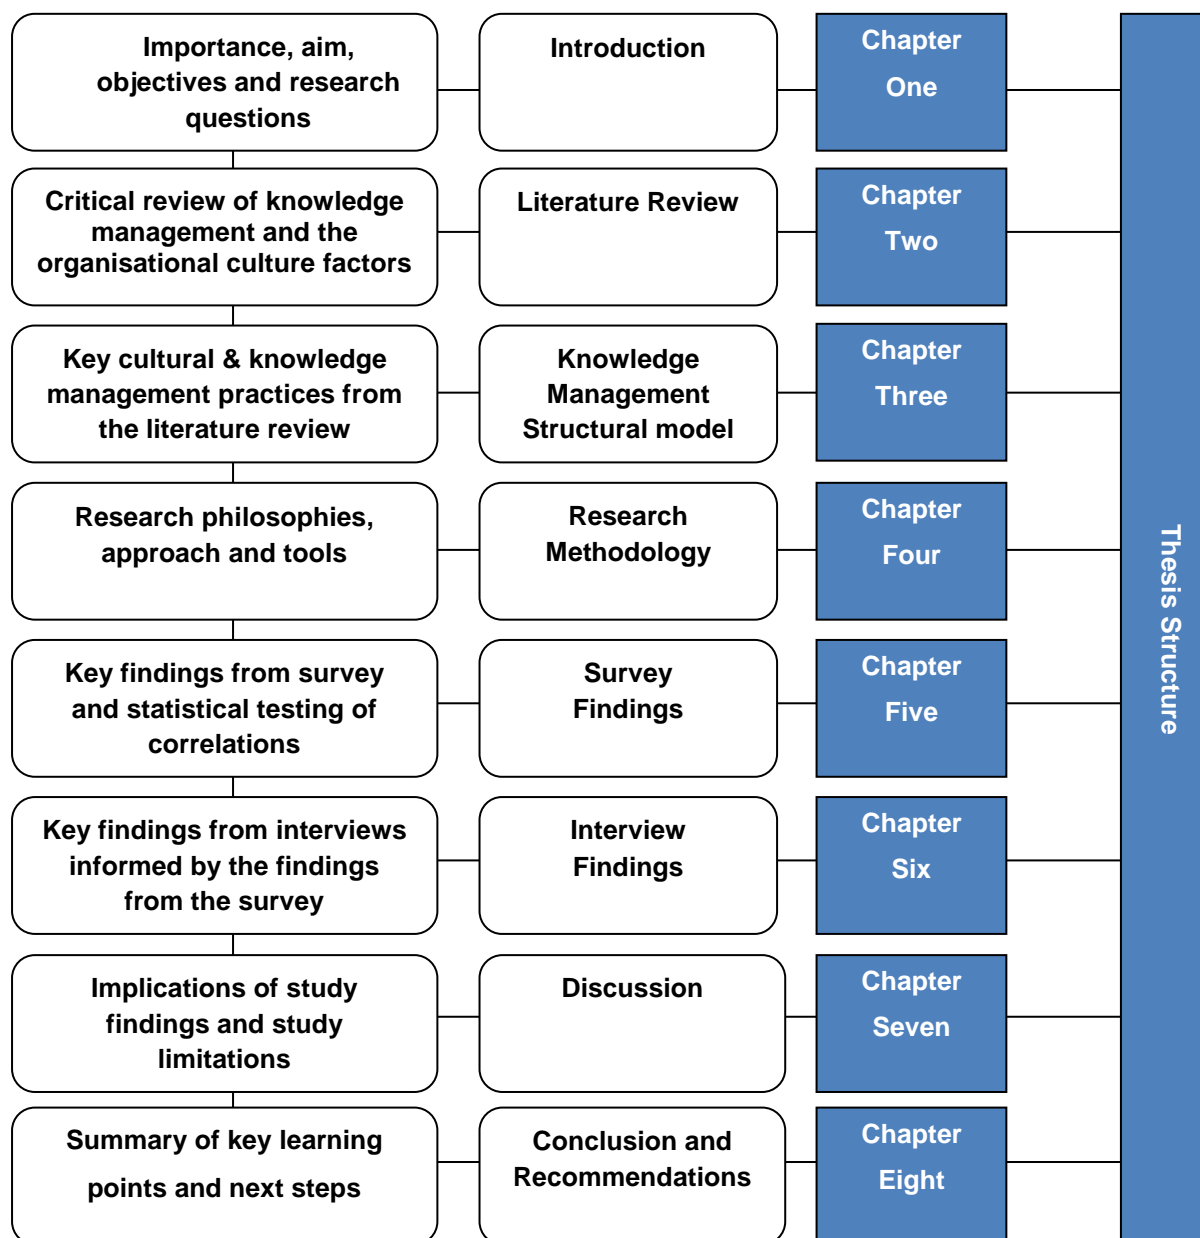 Importance, aim,
objectives and research
questions
Introduction
Chapter
One
Critical review of knowledge
management and the
organisational culture factors
Literature Review
Chapter
Two
Key cultural & knowledge
management practices from
the literature review
Knowledge
Management
Structural model
Chapter
Three
Research philosophies,
approach and tools
Research
Methodology
Chapter
Four
Key findings from survey
and statistical testing of
correlations
Survey
Findings
Chapter
Five
Key findings from interviews
informed by the findings
from the survey
Interview
Findings
Chapter
Six
Implications of study
findings and study
limitations
Discussion
Chapter
Seven
Summary of key learning
points and next steps
Conclusion and
Recommendations
Chapter
Eight
Thesis Structure